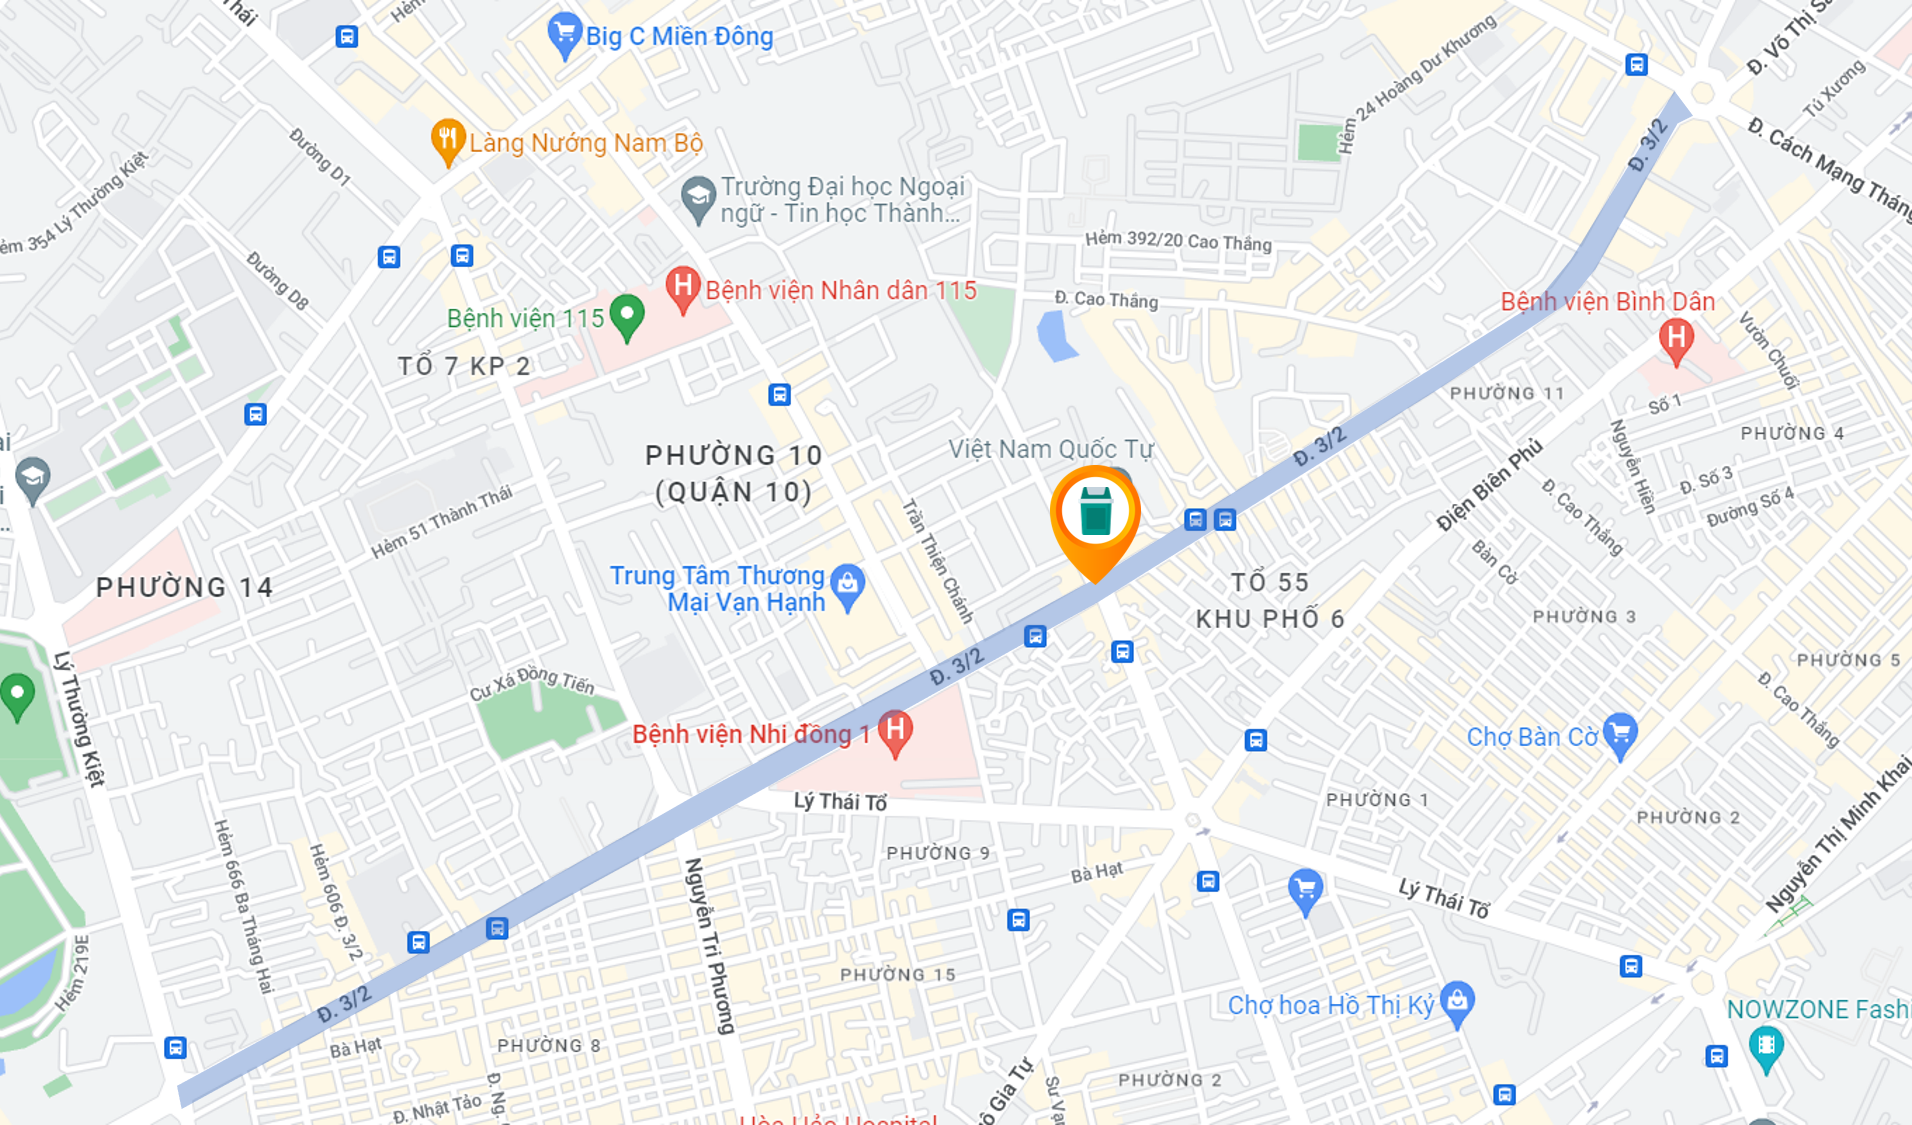 Thái
Hẻm
Big C Miền Đông
Đ. Võ Thị Sá
Tú Xương
24 Hoàng Dư Khương
Hẻm
Đ. 3/2
Đ. Cách Mạng Tháng
Làng Nướng Nam Bộ
Đường D1
Trường Đại học Ngoại
ngữ - Tin học Thành...
ẻm 354 Lý Thường Kiệt
Hẻm 392/20 Cao Thắng
Đường D8
Bệnh viện Nhân dân 115
Đ. Cao Thắng
Bệnh viện Bình Dân
Bệnh viện 115
Vườn Chuối
TỔ 7 KP 2
PHƯỜNG 11
Số 1
PHƯỜNG 4
ại
PHƯỜNG 10
(QUẬN 10)
Việt Nam Quốc Tự
Đ. 3/2
Nguyễn Hiền
Đ. Số 3
Đường Số 4
Điện Biên Phủ
Đ. Cao Thắng
Hẻm 51 Thành Thái
Trần Thiện Chánh
Bàn Cờ
PHƯỜNG 14
Trung Tâm Thương
Mại Vạn Hạnh
TỔ 55
KHU PHỐ 6
PHƯỜNG 3
PHƯỜNG 5
Lý Thường Kiệt
Cư Xá Đồng Tiến
Đ. 3/2
Đ. Cao Thắng
Bệnh viện Nhi đồng 1
Chợ Bàn Cờ
Lý Thái Tổ
PHƯỜNG 1
PHƯỜNG 2
Nguyễn Thị Minh Khai
Hẻm 666 Ba Tháng Hai
Hẻm 606 Đ. 3/2
PHƯỜNG 9
Bà Hạt
Nguyễn Tri Phương
Lý Thái Tổ
Hẻm 219E
PHƯỜNG 15
Đ. 3/2
Chợ hoa Hồ Thị Kỷ
NOWZONE Fashi
Bà Hạt
PHƯỜNG 8
PHƯỜNG 2
Đ. Nhật Tảo
Đ. Ng
ô Gia Tự
Sư Vạ
Hòa Hảo Hospital